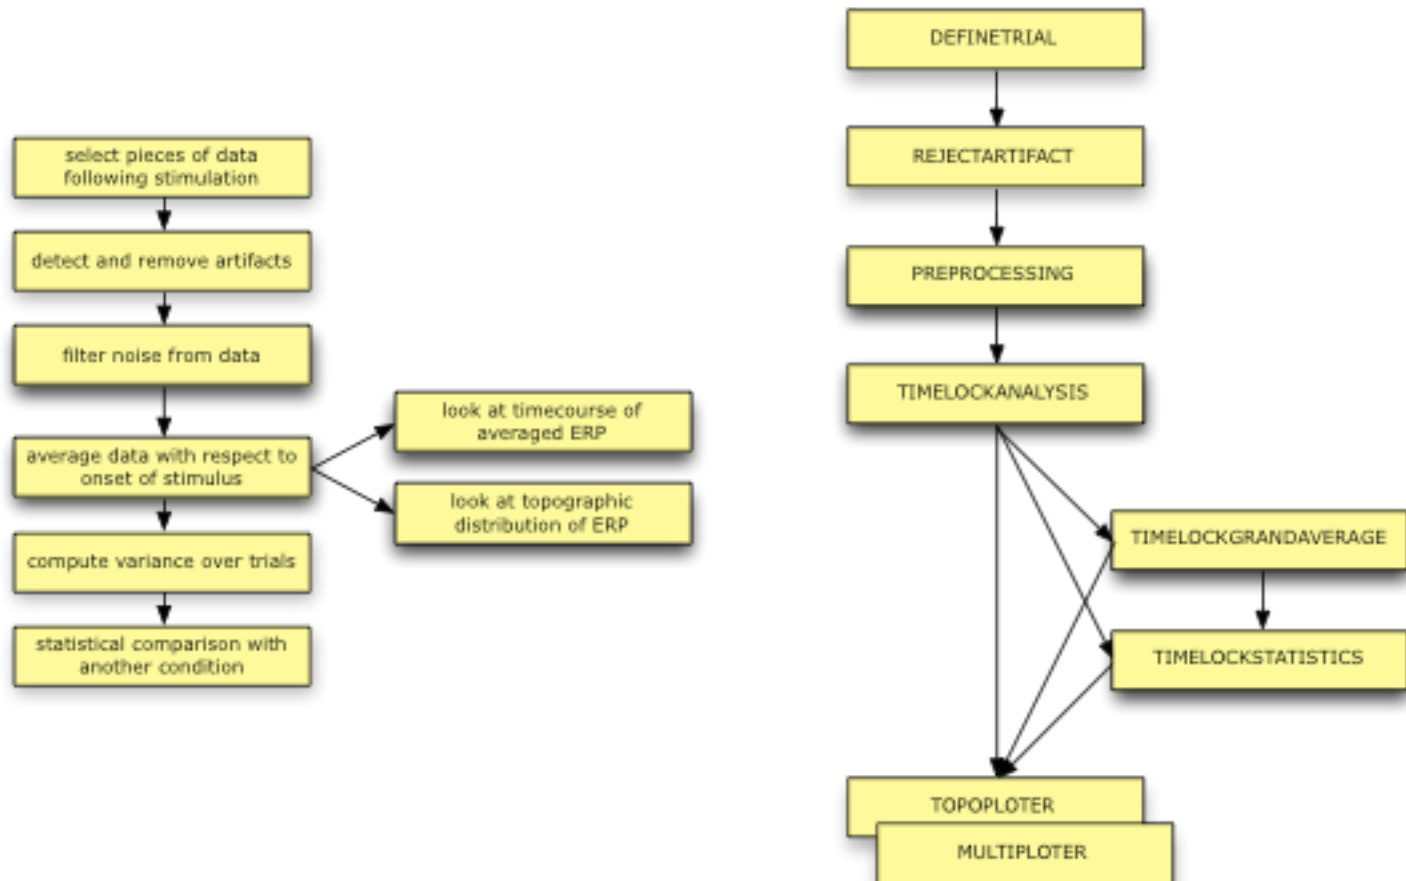 select pieces of data
following stimulation
detect and remove artifacts
filter noise from data
average data with respect to
onset of stimulus
compute variance over trials
statistical comparison with
another condition
look at timecourse of
averaged ERP
look at topographic
distribution of ERP
DEFINETRIAL
REJECTARTIFACT
PREPROCESSING
TIMELOCKANALYSIS
TIMELOCKGRANDAVERAGE
TIMELOCKSTATISTICS
TOPOPLOTER
MULTIPLOTER